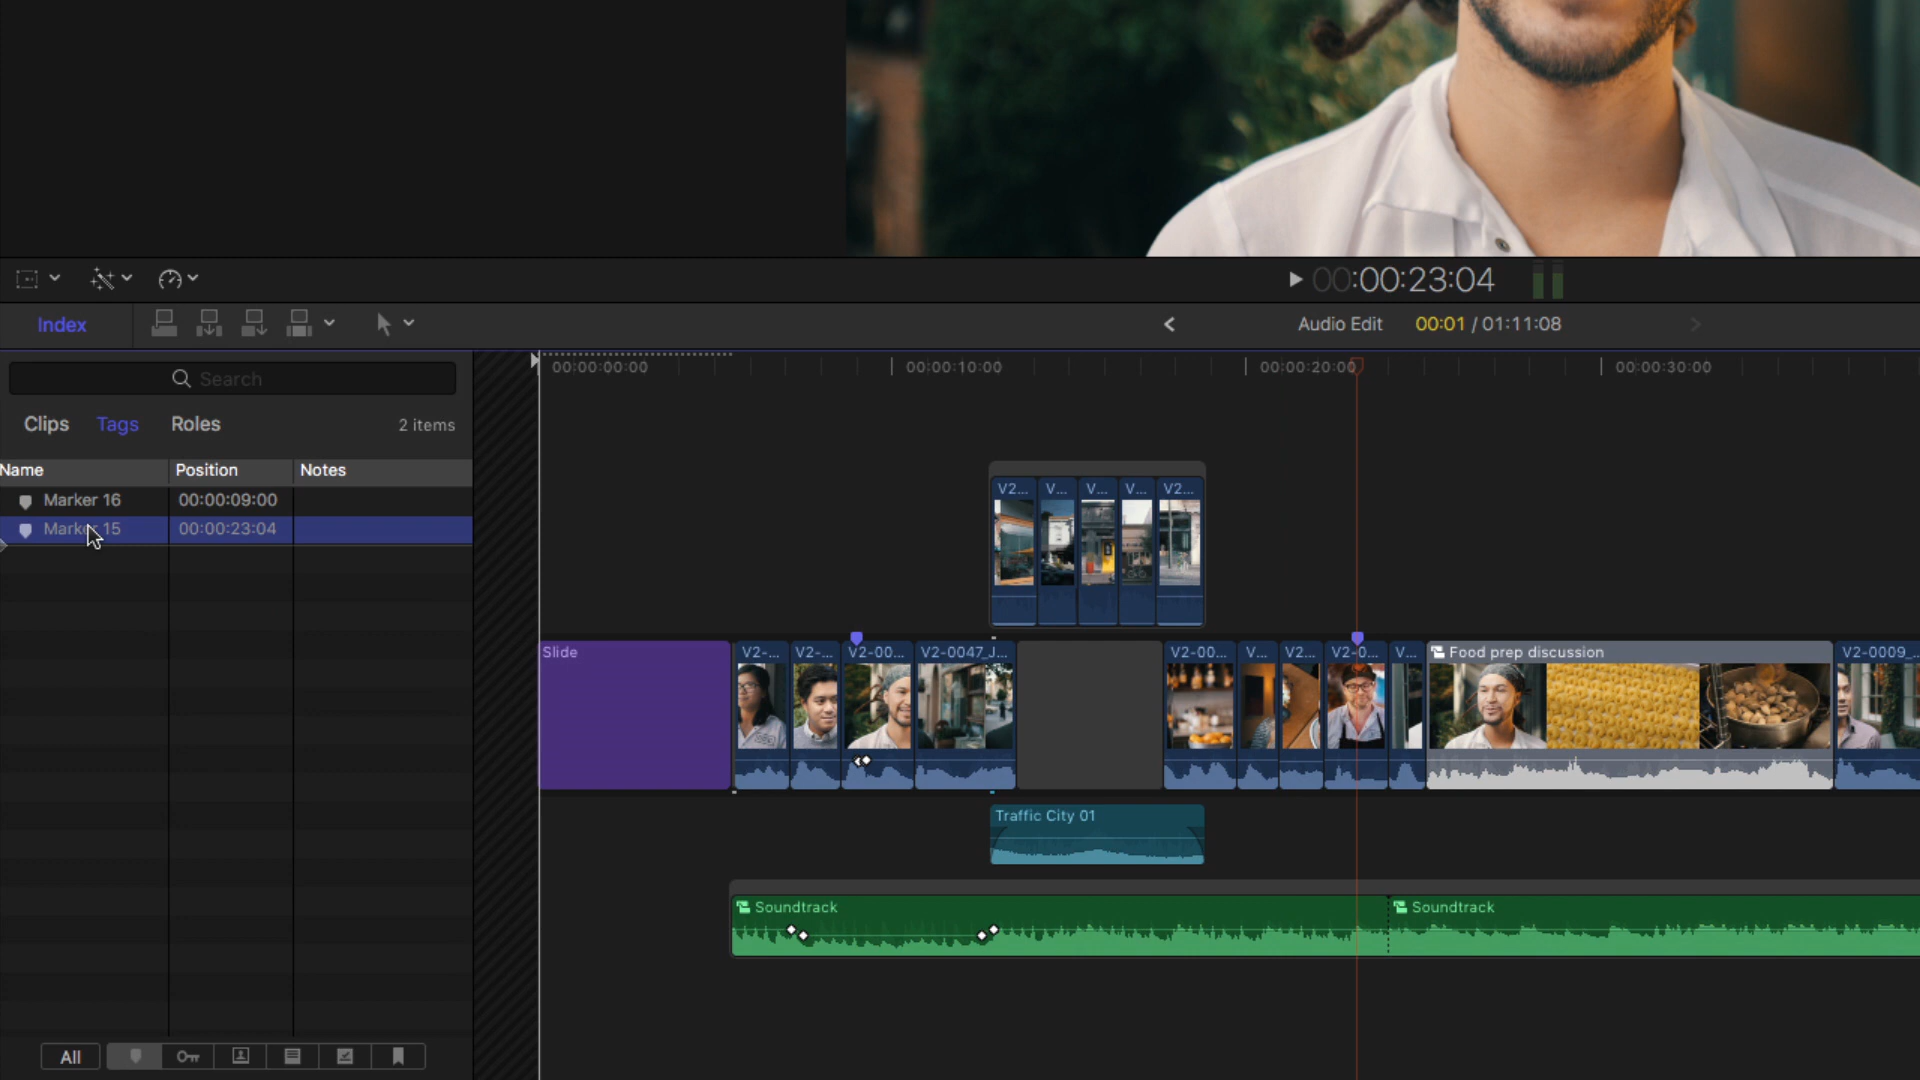 00:00:23:04
Index
Audio Edit 00:01 / 01:11:08
Search
00:00:00:00 00:00:10:00 00:00:20:00 00:00:30:00
Clips Tags Roles 2 items
Name Position Notes
Marker 16 00:00:09:00
Marker 15 00:00:23:04
V2... V... V... V... V2...
Slide V2-... V2-... V2-00... V2-0047_J... V2-00... V... V2... V2-0... V... Food prep discussion V2-0009_...
Traffic City 01
Soundtrack Soundtrack
All